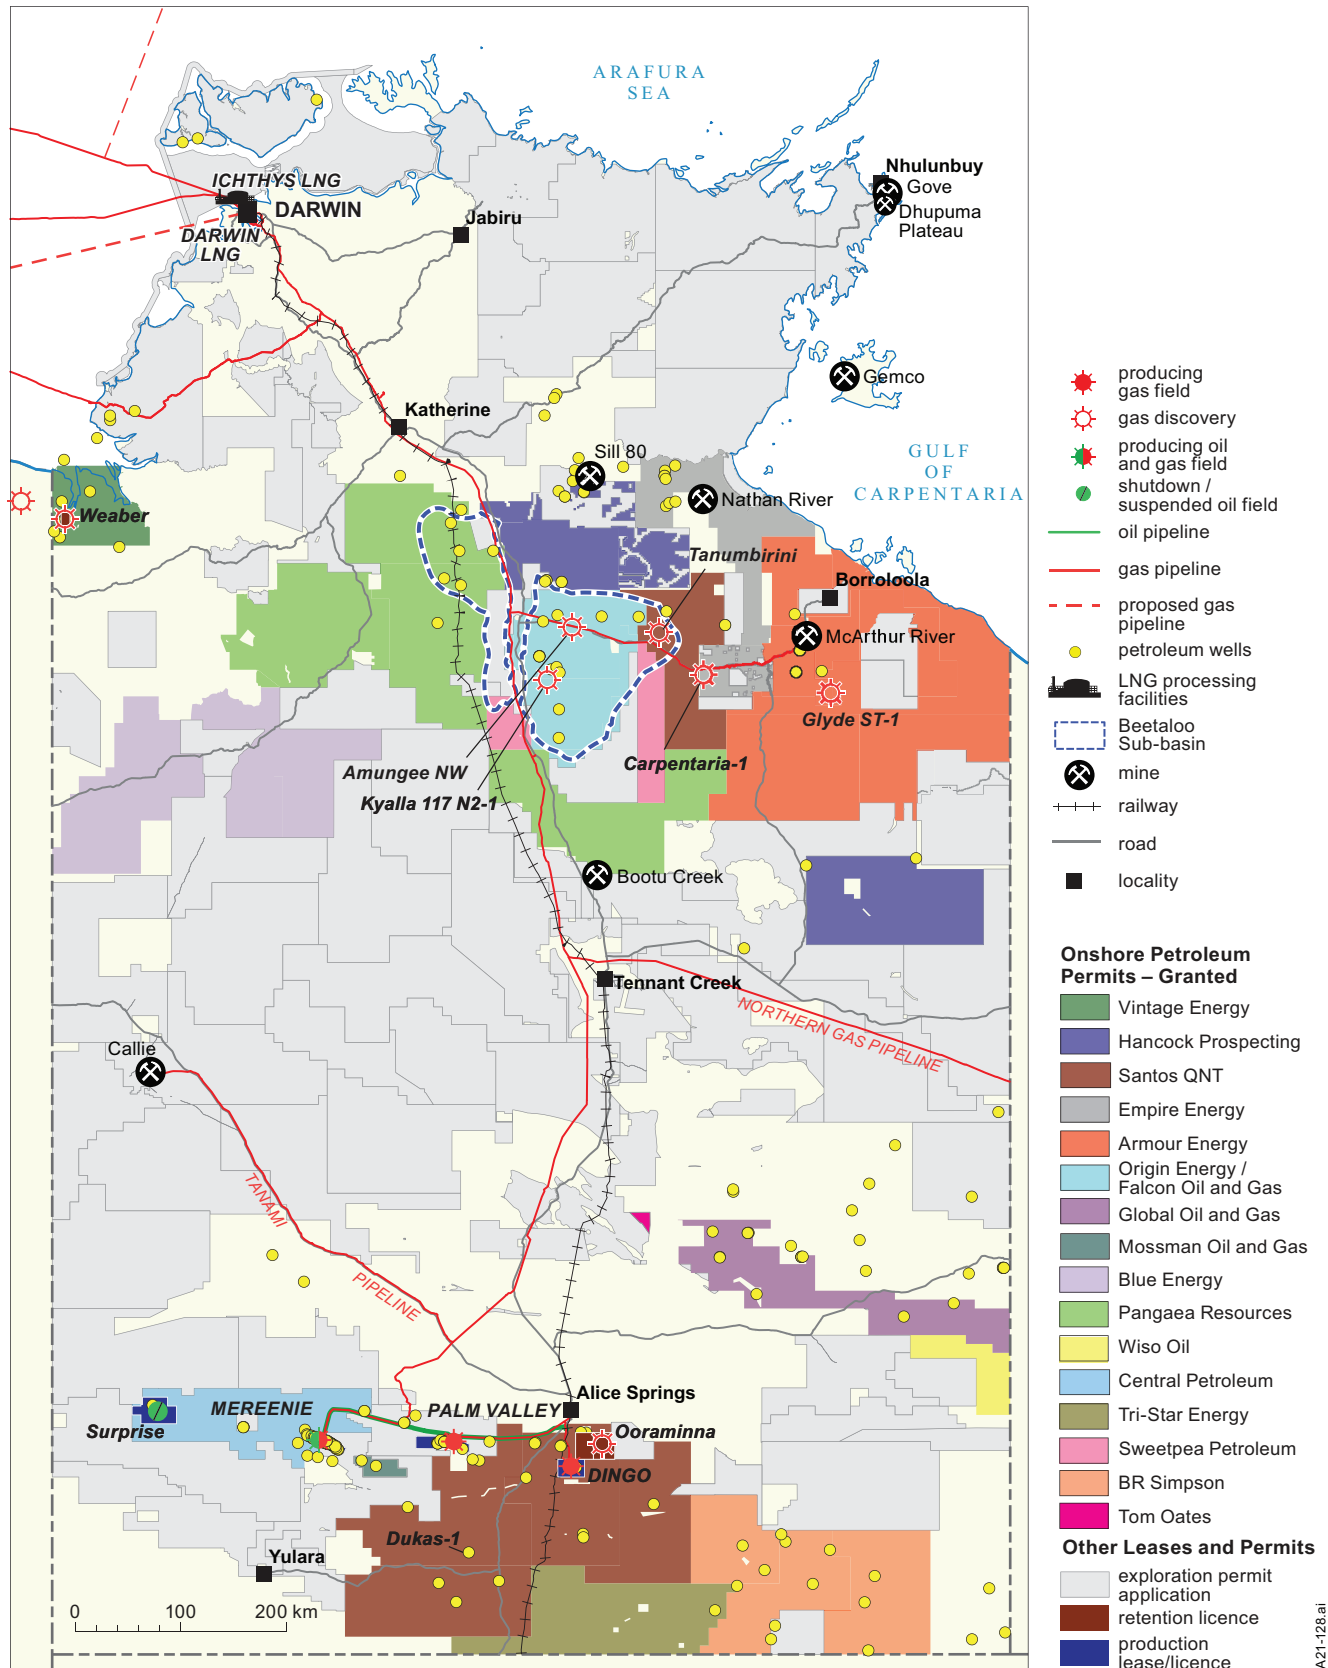 ARAFURA
SEA
Nhulunbuy
Gove
Dhupuma
Plateau
ICHTHYS LNG
DARWIN
Jabiru
DARWIN
LNG
Gemco
Katherine
GULF
OF
CARPENTARIA
Sill 80
Nathan River
Weaber
Tanumbirini
Borroloola
McArthur River
Glyde ST-1
Carpentaria-1
Amungee NW
Kyalla 117 N2-1
Bootu Creek
Tennant Creek
NORTHERN GAS PIPELINE
Callie
TANAMI
PIPELINE
Alice Springs
MEREENIE
PALM VALLEY
Surprise
Ooraminna
DINGO
Dukas-1
Yulara
0 100 200 km
producing
gas field
gas discovery
producing oil
and gas field
shutdown /
suspended oil field
oil pipeline
gas pipeline
proposed gas
pipeline
petroleum wells
LNG processing
facilities
Beetaloo
Sub-basin
mine
railway
road
locality
Onshore Petroleum
Permits – Granted
Vintage Energy
Hancock Prospecting
Santos QNT
Empire Energy
Armour Energy
Origin Energy /
Falcon Oil and Gas
Global Oil and Gas
Mossman Oil and Gas
Blue Energy
Pangaea Resources
Wiso Oil
Central Petroleum
Tri-Star Energy
Sweetpea Petroleum
BR Simpson
Tom Oates
Other Leases and Permits
exploration permit
application
retention licence
production
lease/licence
A21-128.ai